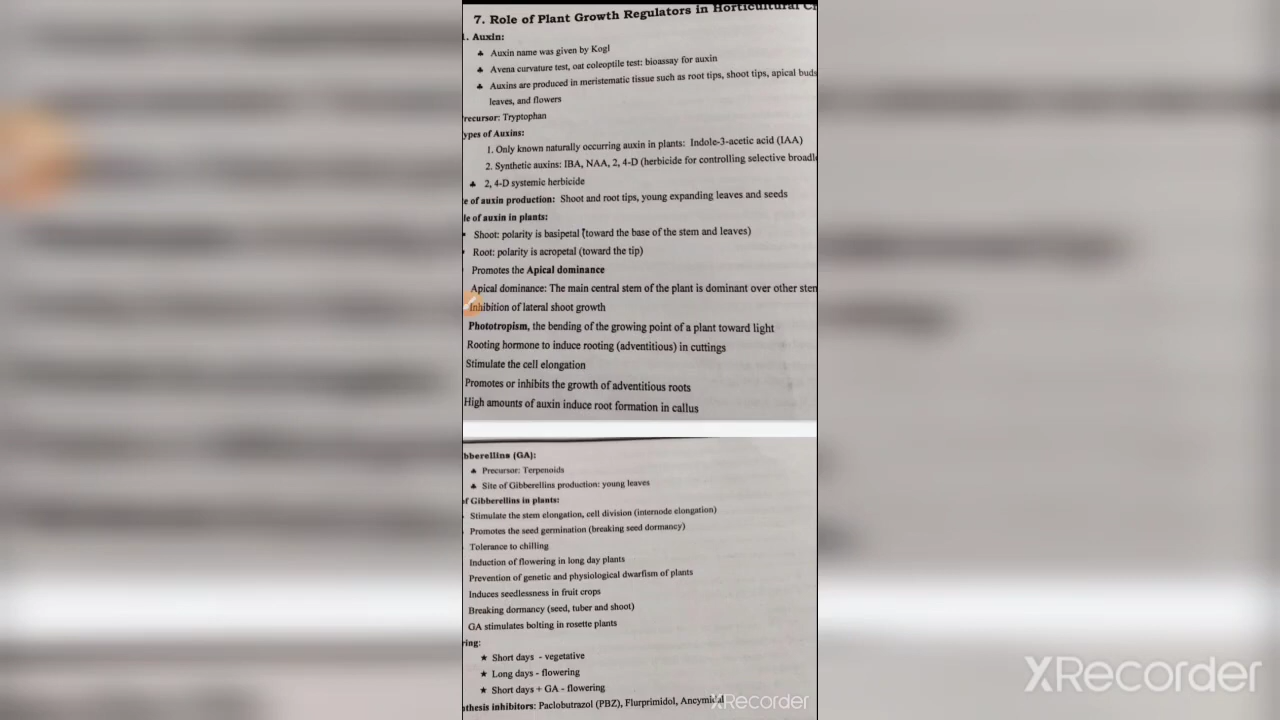 7. Role of Plant Growth Regulators in Horticultural C
1. Auxin:
♣ Auxin name was given by Kogl
♣ Avena curvature test, oat coleoptile test: bioassay for auxin
♣ Auxins are produced in meristematic tissue such as root tips, shoot tips, apical buds
leaves, and flowers
recursor: Tryptophan
ypes of Auxins:
1. Only known naturally occurring auxin in plants: Indole-3-acetic acid (IAA)
2. Synthetic auxins: IBA, NAA, 2, 4-D (herbicide for controlling selective broadl
♣ 2, 4-D systemic herbicide
e of auxin production: Shoot and root tips, young expanding leaves and seeds
le of auxin in plants:
Shoot: polarity is basipetal (toward the base of the stem and leaves)
Root: polarity is acropetal (toward the tip)
Promotes the Apical dominance
Apical dominance: The main central stem of the plant is dominant over other stem
Inhibition of lateral shoot growth
Phototropism, the bending of the growing point of a plant toward light
Rooting hormone to induce rooting (adventitious) in cuttings
Stimulate the cell elongation
Promotes or inhibits the growth of adventitious roots
High amounts of auxin induce root formation in callus
bberellins (GA):
♣ Precursor: Terpenoids
♣ Site of Gibberellins production: young leaves
f Gibberellins in plants:
Stimulate the stem elongation, cell division (internode elongation)
Promotes the seed germination (breaking seed dormancy)
Tolerance to chilling
Induction of flowering in long day plants
Prevention of genetic and physiological dwarfism of plants
Induces seedlessness in fruit crops
Breaking dormancy (seed, tuber and shoot)
GA stimulates bolting in rosette plants
ring:
★ Short days - vegetative
★ Long days - flowering
★ Short days + GA - flowering
thesis inhibitors: Paclobutrazol (PBZ), Flurprimidol, Ancymidol
XRecorder
XRecorder